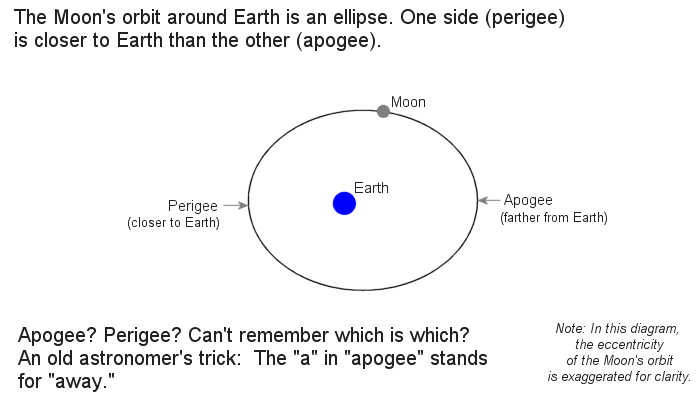 The Moon's orbit around Earth is an ellipse. One side (perigee)
is closer to Earth than the other (apogee).
Moon
Earth
Perigee
(closer to Earth)
Apogee
(farther from Earth)
Apogee? Perigee? Can't remember which is which?
An old astronomer's trick:  The "a" in "apogee" stands
for "away."
Note: In this diagram,
the eccentricity
of the Moon's orbit
is exaggerated for clarity.